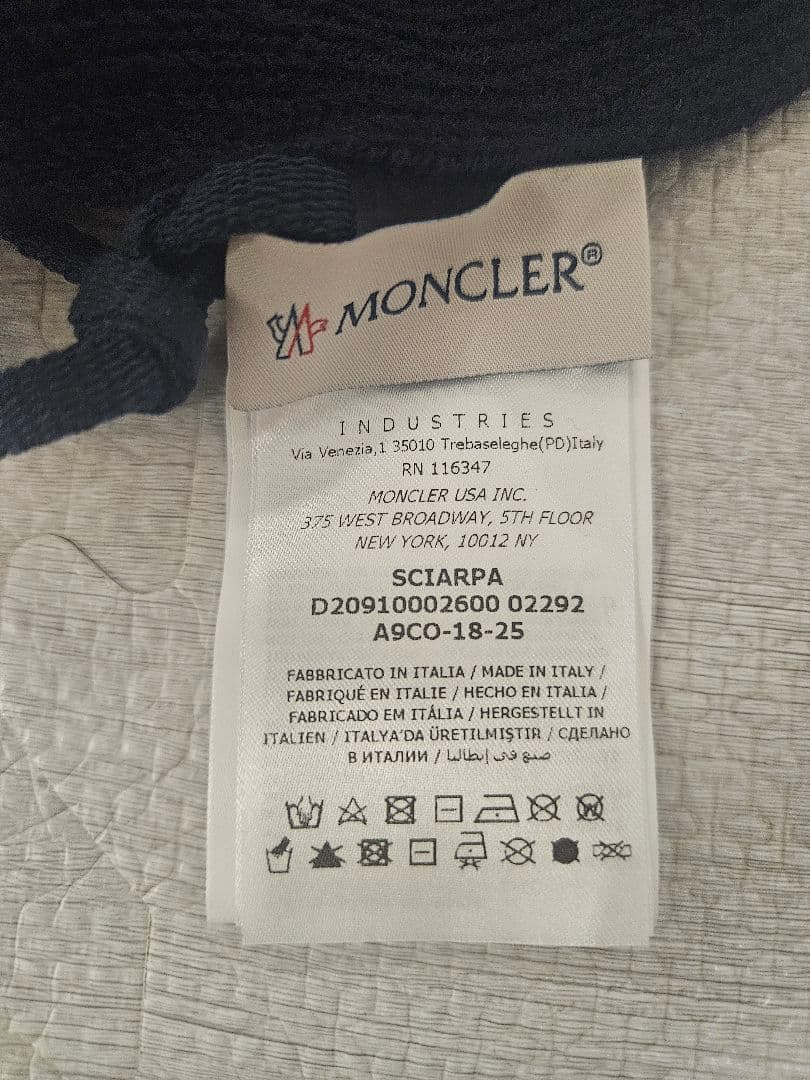 MONCLER®
INDUSTRIES
Via Venezia,1 35010 Trebaseleghe(PD)Italy
RN 116347
MONCLER USA INC.
375 WEST BROADWAY, 5TH FLOOR
NEW YORK, 10012 NY
SCIARPA
D20910002600 02292
A9CO-18-25
FABBRICATO IN ITALIA / MADE IN ITALY /
FABRIQUÉ EN ITALIE / HECHO EN ITALIA /
FABRICADO EM ITÁLIA / HERGESTELLT IN
ITALIEN / ITALYA'DA ÜRETILMIŞTIR / СДЕЛАНО
В ИТАЛИИ / صنع في إيطاليا